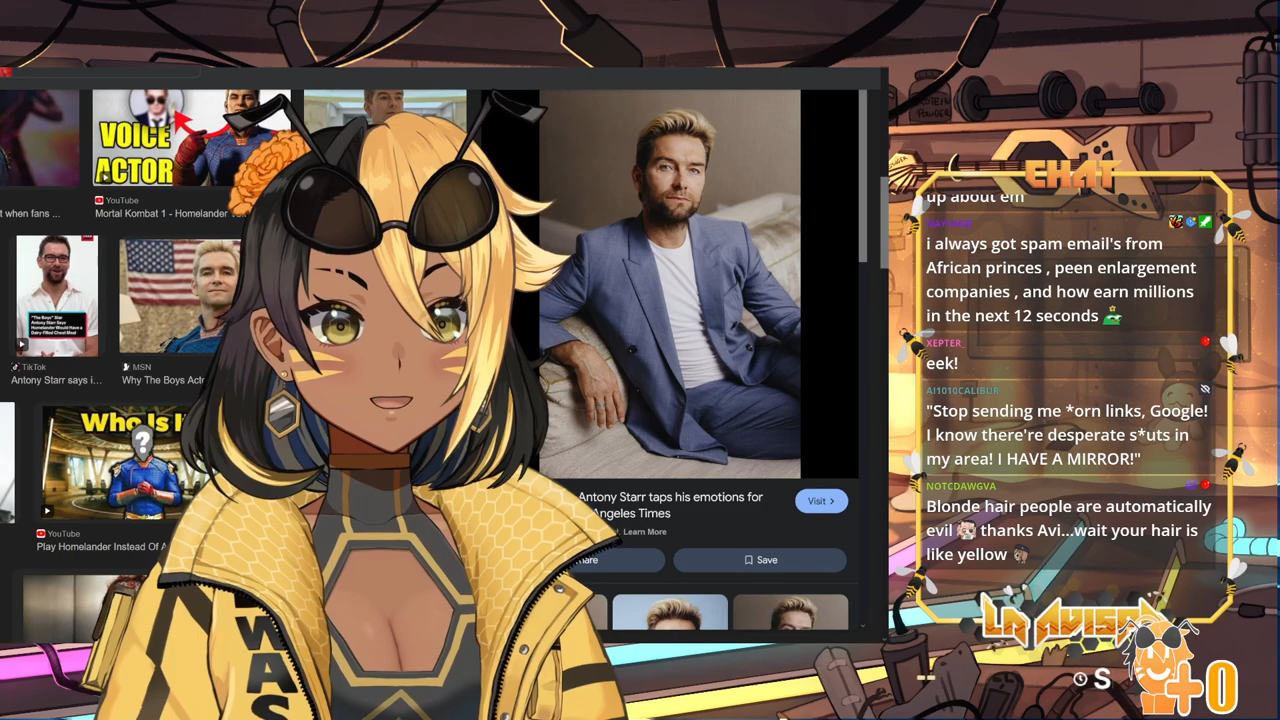 VOICE
ACTOR
YouTube
t when fans ...
Mortal Kombat 1 - Homelander
TikTok
Antony Starr says i...
MSN
Why The Boys Act
Who Is
?
YouTube
Play Homelander Instead Of A
WAS
Antony Starr taps his emotions for
Angeles Times
Learn More
Visit
Save
CHAT
up about em
i always got spam email's from
African princes , peen enlargement
companies , and how earn millions
in the next 12 seconds
XEPTER_
eek!
AI1010CALIBUR
"Stop sending me *orn links, Google!
I know there're desperate s*uts in
my area! I HAVE A MIRROR!"
NOTCDAWGVA
Blonde hair people are automatically
evil thanks Avi...wait your hair is
like yellow
LA AVISPA
--
S
+0